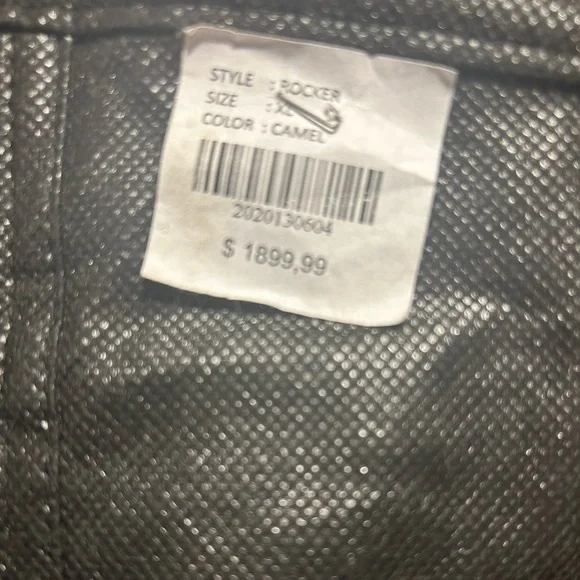 STYLE : ROCKER
SIZE : XL
COLOR : CAMEL
2020130604
$ 1899,99